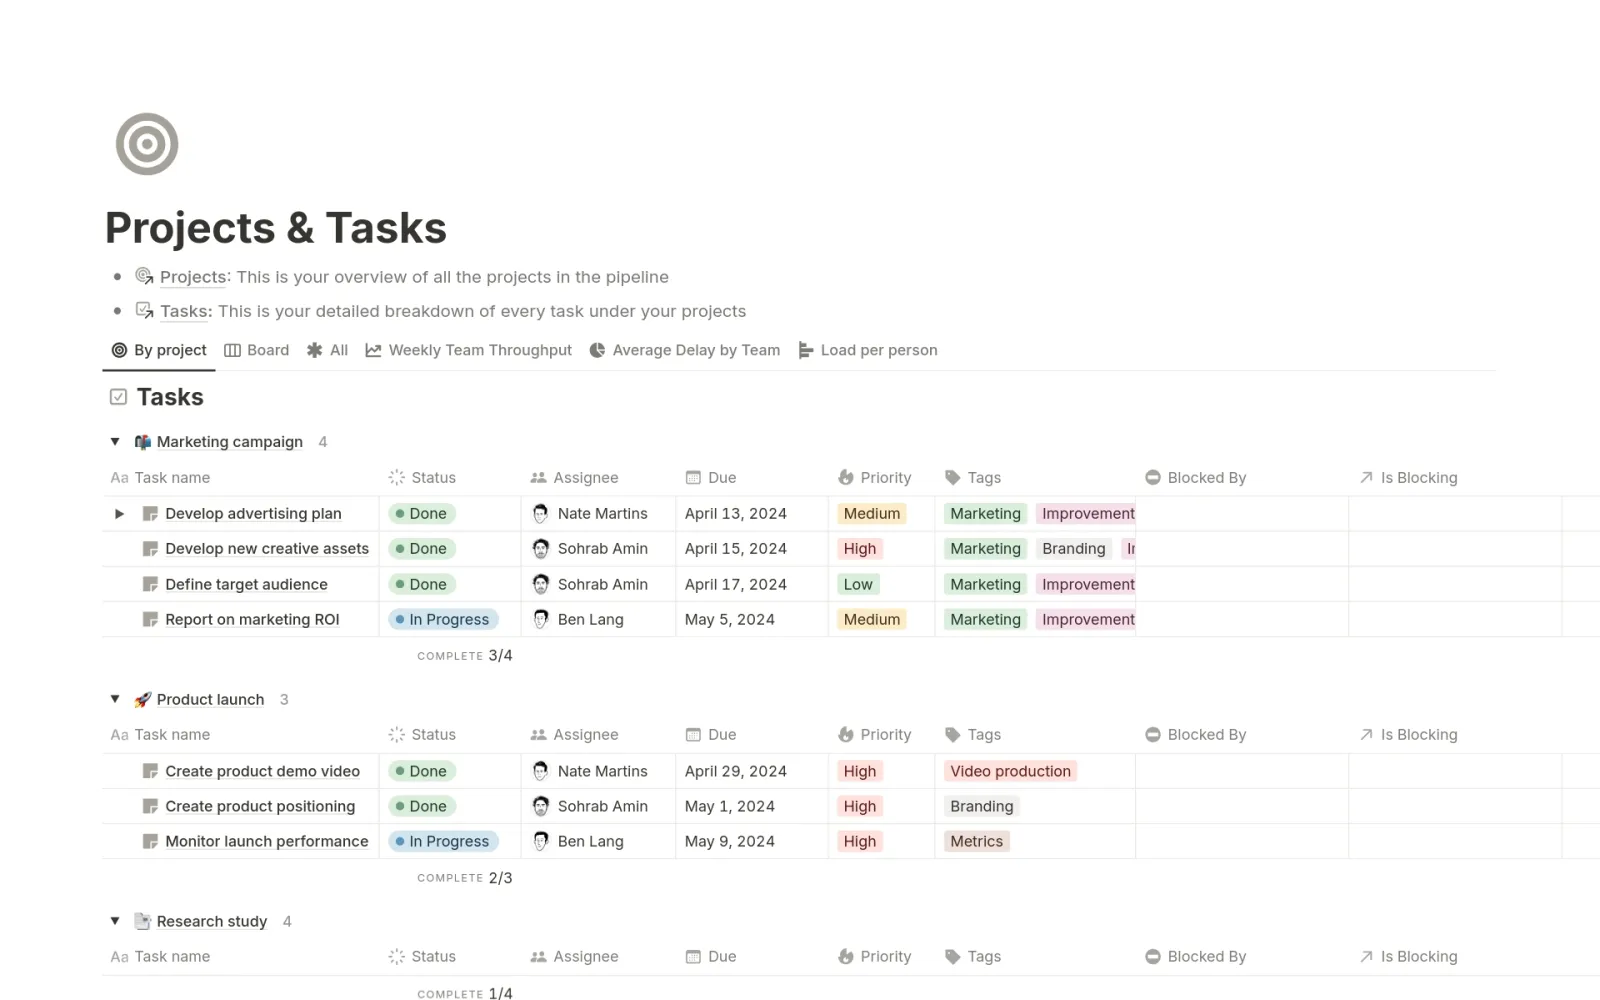 Projects & Tasks
Projects: This is your overview of all the projects in the pipeline
Tasks: This is your detailed breakdown of every task under your projects
By project Board All Weekly Team Throughput Average Delay by Team Load per person
Tasks
Marketing campaign 4
Aa Task name Status Assignee Due Priority Tags Blocked By Is Blocking
Develop advertising plan Done Nate Martins April 13, 2024 Medium Marketing Improvement
Develop new creative assets Done Sohrab Amin April 15, 2024 High Marketing Branding
Define target audience Done Sohrab Amin April 17, 2024 Low Marketing Improvement
Report on marketing ROI In Progress Ben Lang May 5, 2024 Medium Marketing Improvement
COMPLETE 3/4
Product launch 3
Aa Task name Status Assignee Due Priority Tags Blocked By Is Blocking
Create product demo video Done Nate Martins April 29, 2024 High Video production
Create product positioning Done Sohrab Amin May 1, 2024 High Branding
Monitor launch performance In Progress Ben Lang May 9, 2024 High Metrics
COMPLETE 2/3
Research study 4
Aa Task name Status Assignee Due Priority Tags Blocked By Is Blocking
COMPLETE 1/4